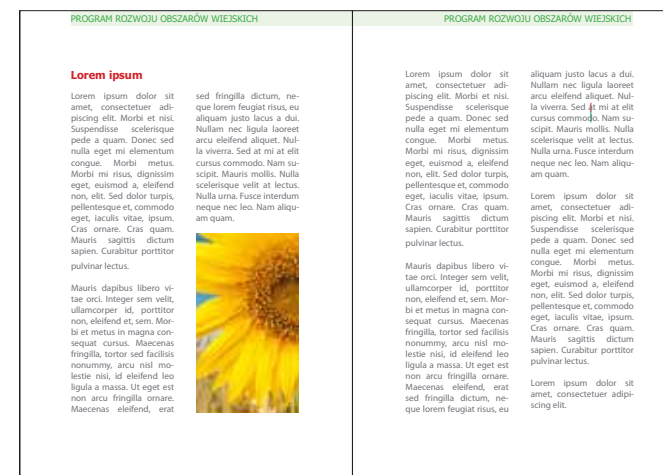 PROGRAM ROZWOJU OBSZARÓW WIEJSKICH
Lorem ipsum
Lorem ipsum dolor sit
amet, consectetuer adi-
piscing elit. Morbi et nisi.
Suspendisse scelerisque
pede a quam. Donec sed
nulla eget mi elementum
congue. Morbi metus.
Morbi mi risus, dignissim
eget, euismod a, eleifend
non, elit. Sed dolor turpis,
pellentesque et, commodo
eget, iaculis vitae, ipsum.
Cras ornare. Cras quam.
Mauris sagittis dictum
sapien. Curabitur porttitor
pulvinar lectus.
Mauris dapibus libero vi-
tae orci. Integer sem velit,
ullamcorper id, porttitor
non, eleifend et, sem. Mor-
bi et metus in magna con-
sequat cursus. Maecenas
fringilla, tortor sed facilisis
nonummy, arcu nisl mo-
lestie nisi, id eleifend leo
ligula a massa. Ut eget est
non arcu fringilla ornare.
Maecenas eleifend, erat
sed fringilla dictum, ne-
que lorem feugiat risus, eu
aliquam justo lacus a dui.
Nullam nec ligula laoreet
arcu eleifend aliquet. Nul-
la viverra. Sed at mi at elit
cursus commodo. Nam su-
scipit. Mauris mollis. Nulla
scelerisque velit at lectus.
Nulla urna. Fusce interdum
neque nec leo. Nam aliqu-
am quam.
PROGRAM ROZWOJU OBSZARÓW WIEJSKICH
Lorem ipsum dolor sit
amet, consectetuer adi-
piscing elit. Morbi et nisi.
Suspendisse scelerisque
pede a quam. Donec sed
nulla eget mi elementum
congue. Morbi metus.
Morbi mi risus, dignissim
eget, euismod a, eleifend
non, elit. Sed dolor turpis,
pellentesque et, commodo
eget, iaculis vitae, ipsum.
Cras ornare. Cras quam.
Mauris sagittis dictum
sapien. Curabitur porttitor
pulvinar lectus.
Mauris dapibus libero vi-
tae orci. Integer sem velit,
ullamcorper id, porttitor
non, eleifend et, sem. Mor-
bi et metus in magna con-
sequat cursus. Maecenas
fringilla, tortor sed facilisis
nonummy, arcu nisl mo-
lestie nisi, id eleifend leo
ligula a massa. Ut eget est
non arcu fringilla ornare.
Maecenas eleifend, erat
sed fringilla dictum, ne-
que lorem feugiat risus, eu
aliquam justo lacus a dui.
Nullam nec ligula laoreet
arcu eleifend aliquet. Nul-
la viverra. Sed at mi at elit
cursus commodo. Nam su-
scipit. Mauris mollis. Nulla
scelerisque velit at lectus.
Nulla urna. Fusce interdum
neque nec leo. Nam aliqu-
am quam.
Lorem ipsum dolor sit
amet, consectetuer adi-
piscing elit. Morbi et nisi.
Suspendisse scelerisque
pede a quam. Donec sed
nulla eget mi elementum
congue. Morbi metus.
Morbi mi risus, dignissim
eget, euismod a, eleifend
non, elit. Sed dolor turpis,
pellentesque et, commodo
eget, iaculis vitae, ipsum.
Cras ornare. Cras quam.
Mauris sagittis dictum
sapien. Curabitur porttitor
pulvinar lectus.
Lorem ipsum dolor sit
amet, consectetuer adipi-
scing elit.